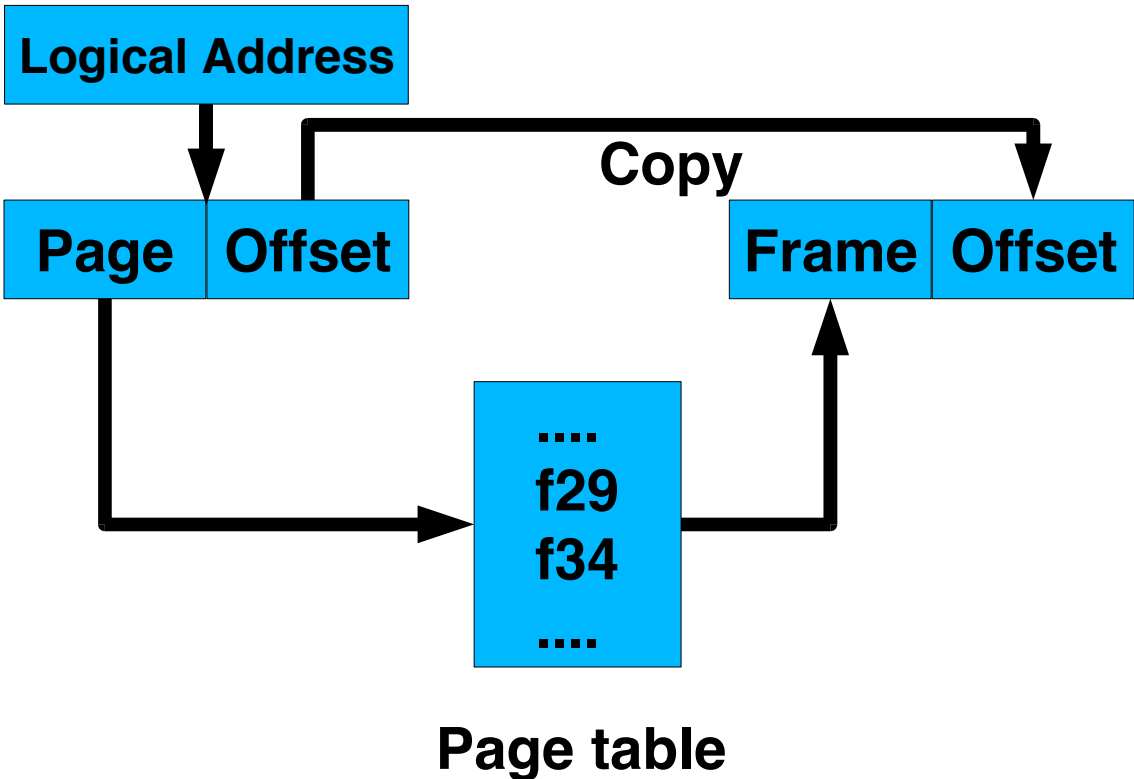 Logical Address
Copy
Page Offset
Frame Offset
....
f29
f34
....
Page table